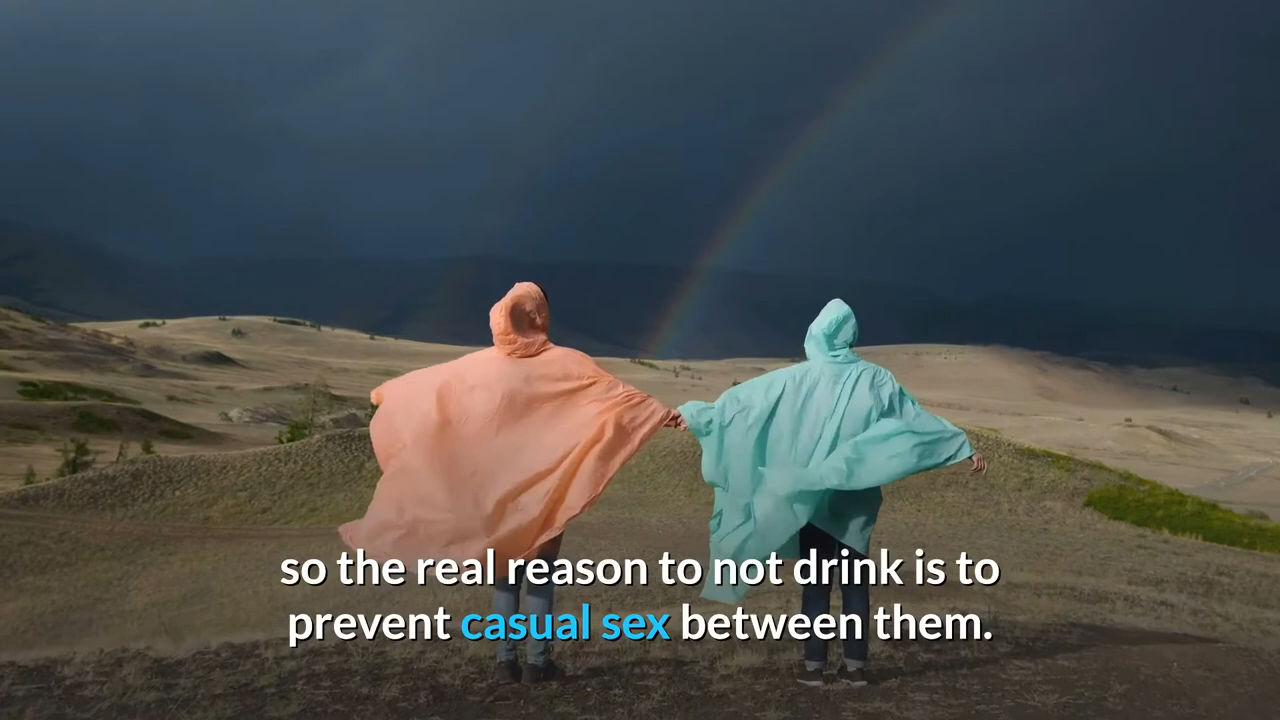 so the real reason to not drink is to
prevent casual sex between them.